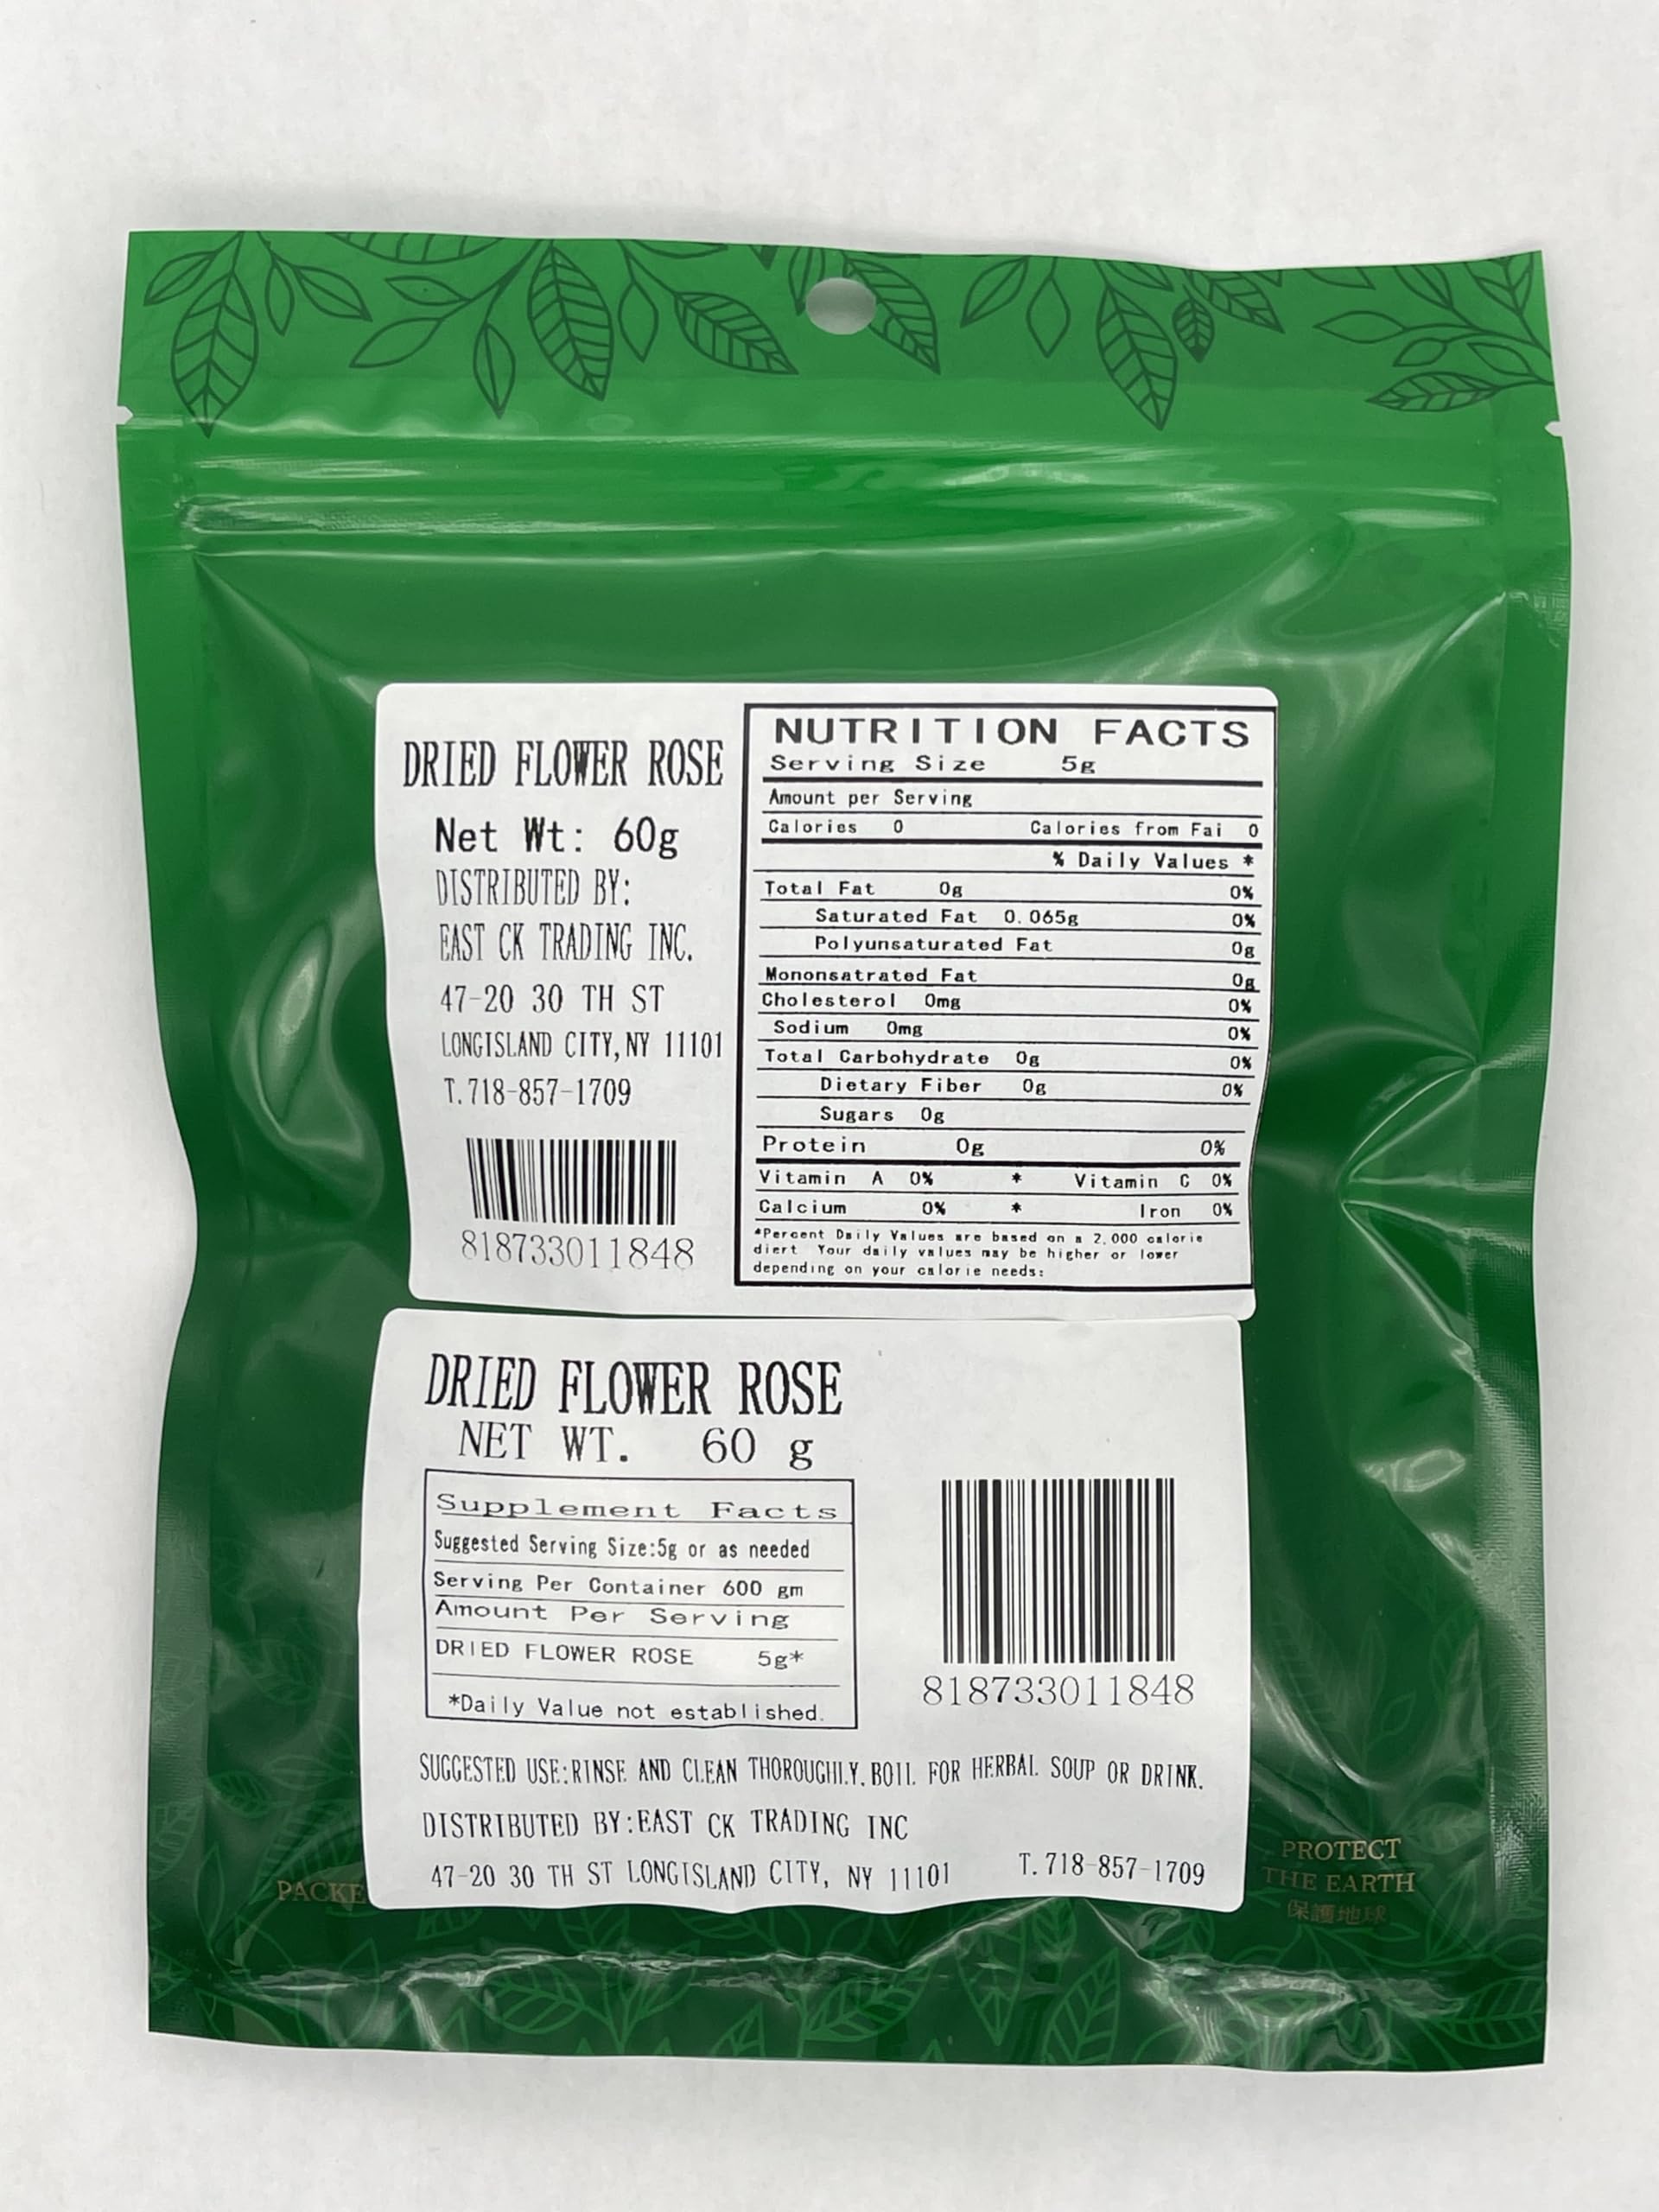 DRIED FLOWER ROSE
Net Wt: 60g
DISTRIBUTED BY:
EAST CK TRADING INC.
47-20 30 TH ST
LONGISLAND CITY, NY 11101
T. 718-857-1709
818733011848
NUTRITION FACTS
Serving Size 5g
Amount per Serving
Calories 0 Calories from Fai 0
% Daily Values *
Total Fat 0g 0%
Saturated Fat 0.065g 0%
Polyunsaturated Fat 0g
Mononsatrated Fat 0g
Cholesterol 0mg 0%
Sodium 0mg 0%
Total Carbohydrate 0g 0%
Dietary Fiber 0g 0%
Sugars 0g
Protein 0g 0%
Vitamin A 0% * Vitamin C 0%
Calcium 0% * Iron 0%
*Percent Daily Values are based on a 2,000 calorie
diert Your daily values may be higher or lower
depending on your calorie needs:
DRIED FLOWER ROSE
NET WT. 60 g
Supplement Facts
Suggested Serving Size:5g or as needed
Serving Per Container 600 gm
Amount Per Serving
DRIED FLOWER ROSE 5g*
*Daily Value not established.
818733011848
SUGGESTED USE:RINSE AND CLEAN THOROUGHLY. BOIL FOR HERBAL SOUP OR DRINK.
DISTRIBUTED BY:EAST CK TRADING INC
47-20 30 TH ST LONGISLAND CITY, NY 11101 T. 718-857-1709
PACKE
PROTECT
THE EARTH
保護地球